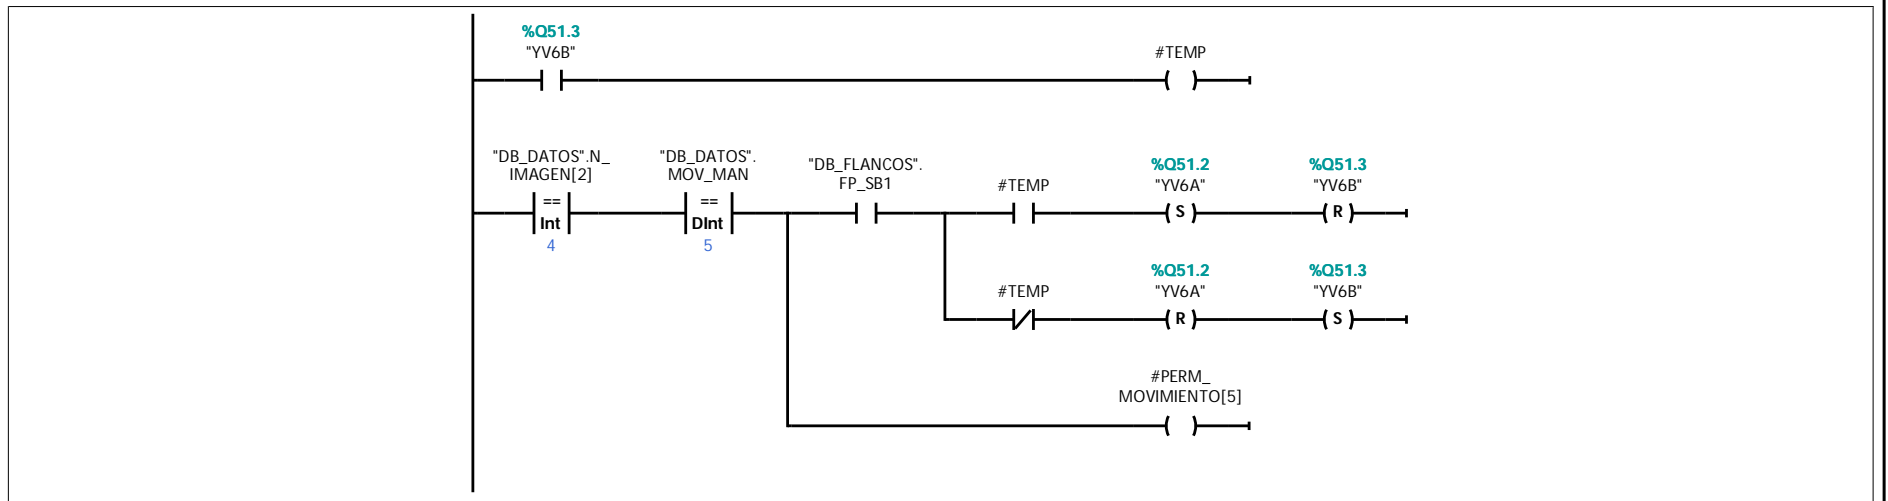 %Q51.3
"YV6B"
#TEMP
"DB_DATOS".N_
IMAGEN[2]
==
Int
4
"DB_DATOS".
MOV_MAN
==
DInt
5
"DB_FLANCOS".
FP_SB1
#TEMP
%Q51.2
"YV6A"
( S )
%Q51.3
"YV6B"
( R )
#TEMP
%Q51.2
"YV6A"
( R )
%Q51.3
"YV6B"
( S )
#PERM_
MOVIMIENTO[5]